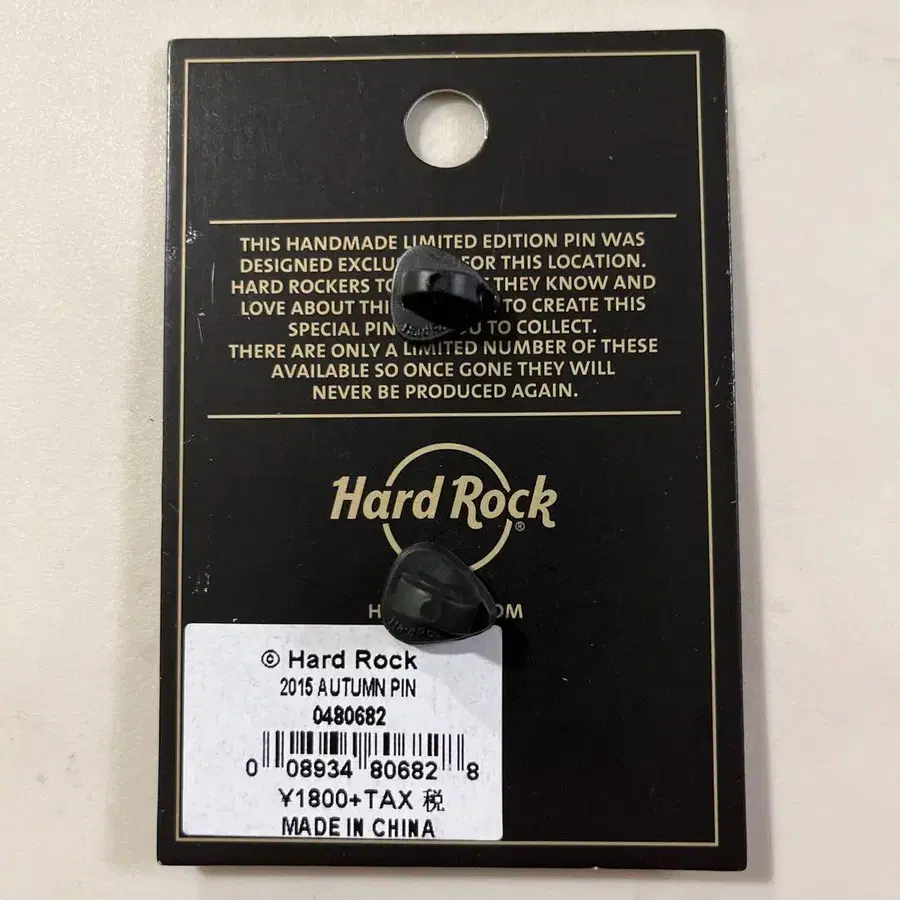 THIS HANDMADE LIMITED EDITION PIN WAS
DESIGNED FOR THIS LOCATION.
HARD ROCKERS THEY KNOW AND
LOVE ABOUT TO CREATE THIS
SPECIAL PIN TO COLLECT.
THERE ARE ONLY A LIMITED NUMBER OF THESE
AVAILABLE SO ONCE GONE THEY WILL
NEVER BE PRODUCED AGAIN.
Hard Rock
®
Hard Rock
© Hard Rock
2015 AUTUMN PIN
0480682
0 08934 80682 8
¥1800+TAX 税
MADE IN CHINA